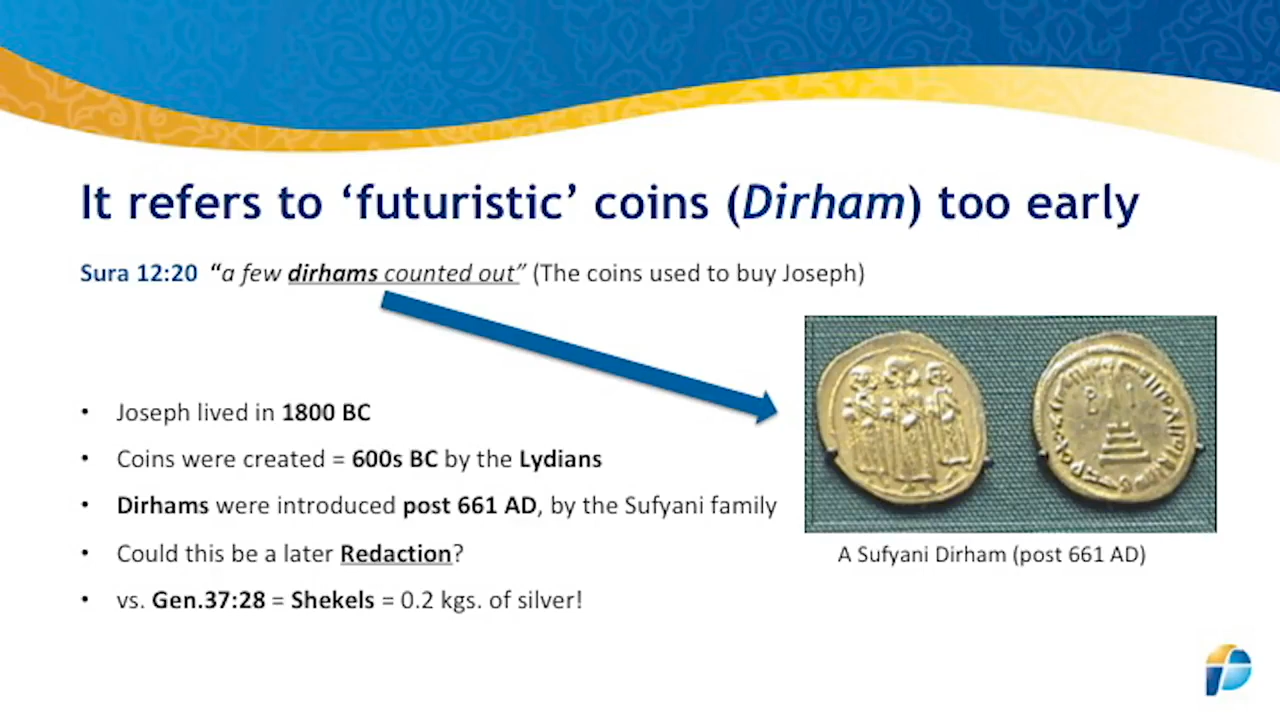 It refers to ‘futuristic’ coins (Dirham) too early
Sura 12:20 “a few dirhams counted out” (The coins used to buy Joseph)
• Joseph lived in 1800 BC
• Coins were created = 600s BC by the Lydians
• Dirhams were introduced post 661 AD, by the Sufyani family
• Could this be a later Redaction?
• vs. Gen.37:28 = Shekels = 0.2 kgs. of silver!
A Sufyani Dirham (post 661 AD)